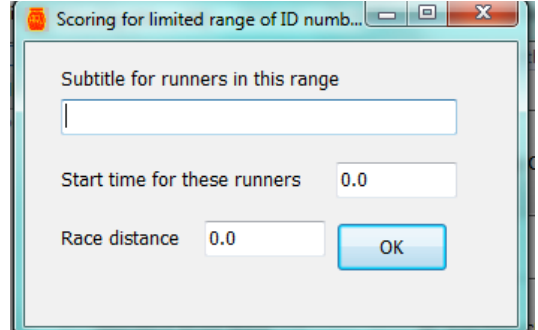 Scoring for limited range of ID numb...
Subtitle for runners in this range
Start time for these runners 0.0
Race distance 0.0 OK